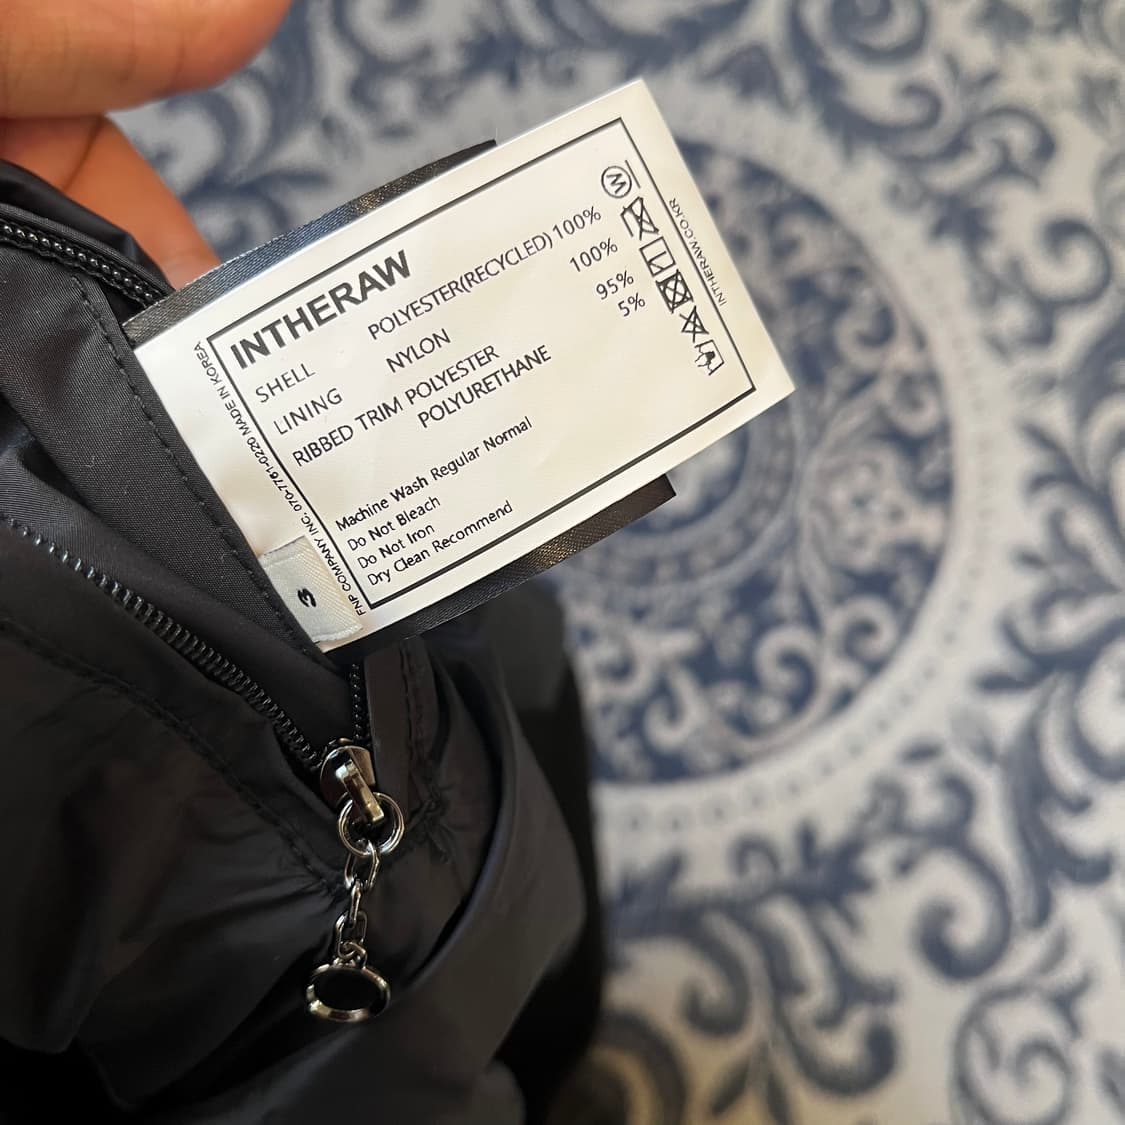 INTHERAW
SHELL POLYESTER(RECYCLED) 100%
LINING NYLON 100%
RIBBED TRIM POLYESTER 95%
POLYURETHANE 5%
Machine Wash Regular Normal
Do Not Bleach
Do Not Iron
Dry Clean Recommend
FNP COMPANY INC. 070-7761-0220 MADE IN KOREA
INTHERAW.CO.KR
W
3